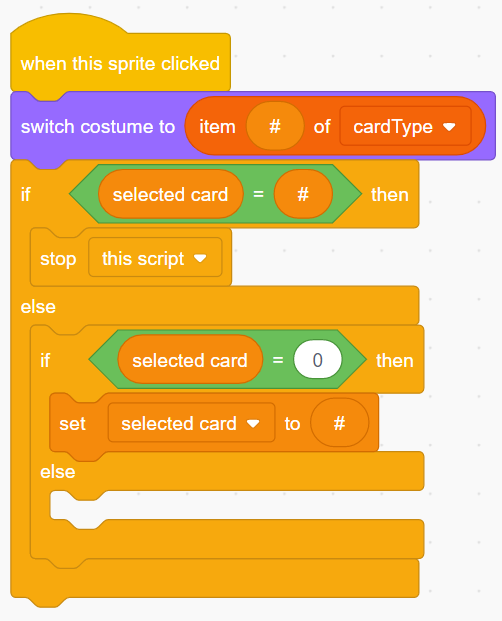 when this sprite clicked
switch costume to item # of cardType
if selected card = # then
stop this script
else
if selected card = 0 then
set selected card to #
else